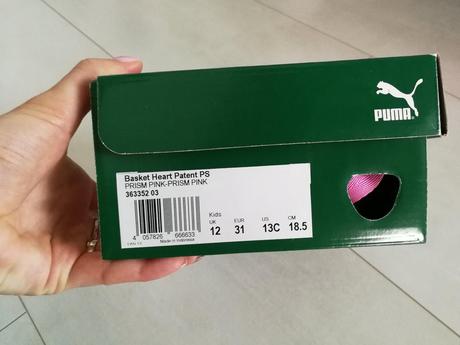 PUMA
Basket Heart Patent PS
PRISM PINK-PRISM PINK
363352 03
Kids
UK EUR US CM
12 31 13C 18.5
4 057826 666633
Made in Indonesia